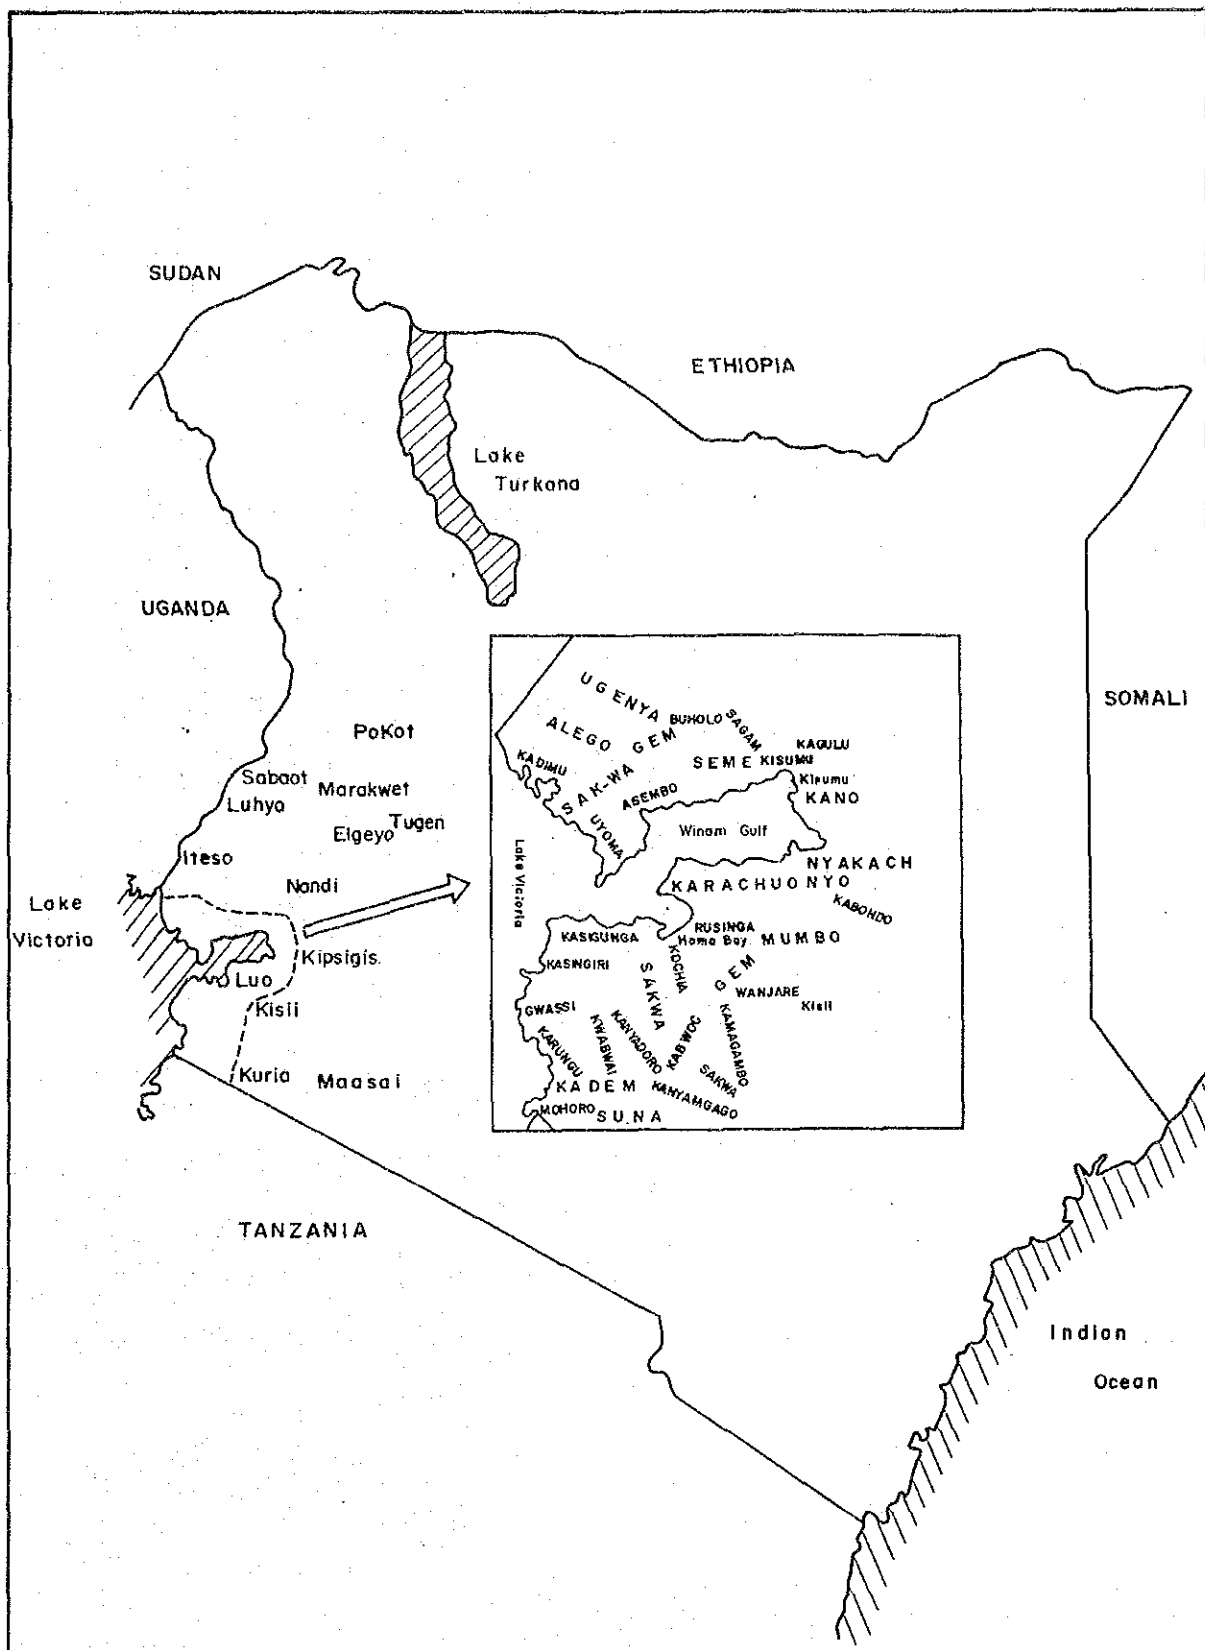 SUDAN
ETHIOPIA
Lake
Turkana
UGANDA
SOMALI
PoKot
Sabaot
Marakwet
Luhya
Tugen
Elgeyo
Iteso
Nandi
Lake
Victoria
Kipsigis
Luo
Kisii
Kuria
Maasai
TANZANIA
Indian
Ocean
UGENYA
BUHOLO
SAGAM
ALEGO
GEM
KAGULU
KADIMU
SEME
KISUMU
SAK-WA
Kisumu
ASEMBO
KANO
UYOMA
Winam Gulf
Lake Victoria
NYAKACH
KARACHUONYO
KABONDO
RUSINGA
KASIGUNGA
Homa Bay
MUMBO
KASINGIRI
KOCHIA
SAKWA
GEM
WANJARE
Kisii
GWASSI
KARUNGU
KWABWAI
KANYADORO
KABWOC
KAMAGAMBO
SAKWA
KADEM
KANYAMGAGO
MOHORO
SUNA